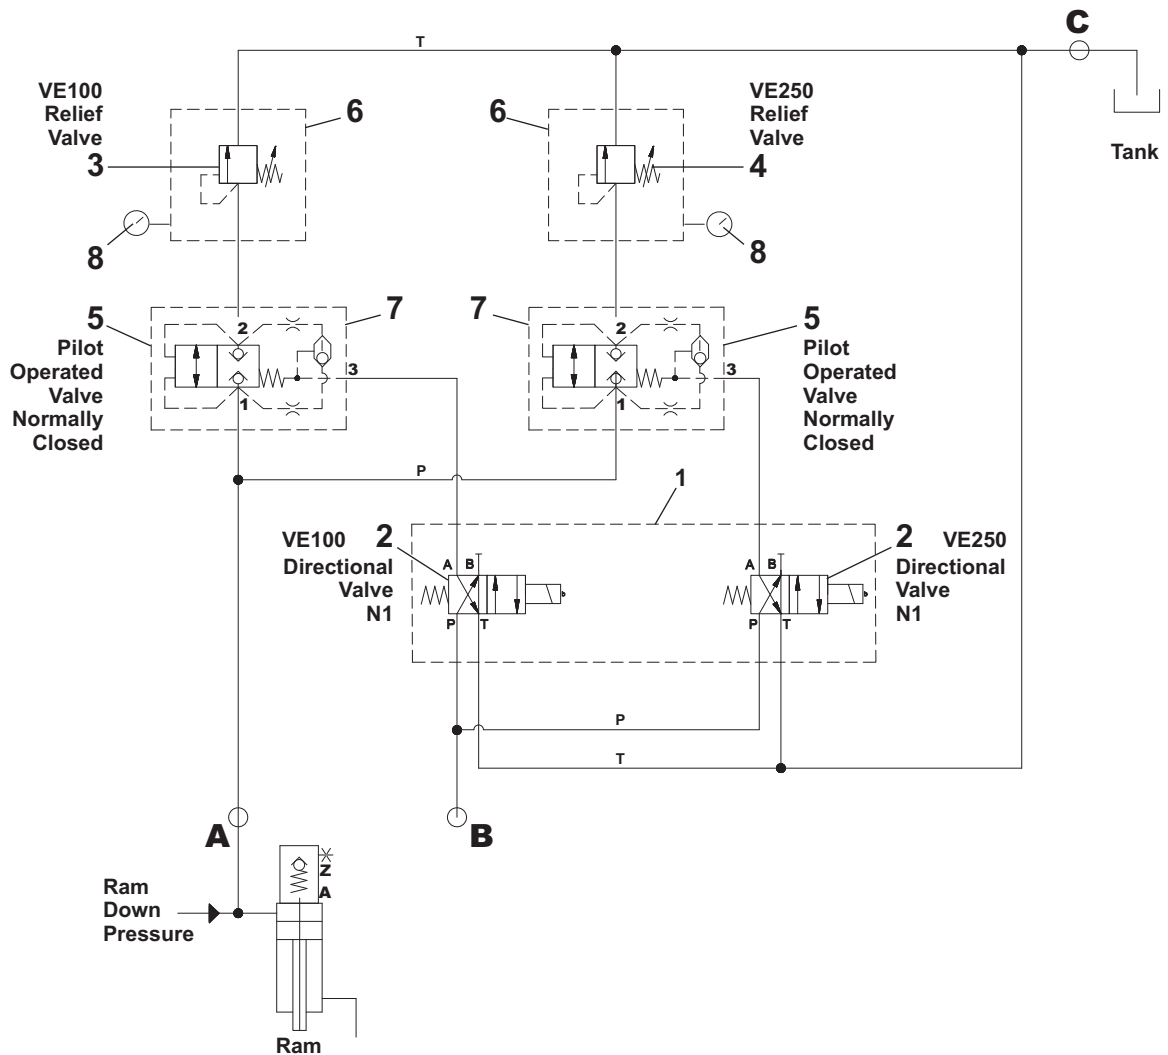 T
C
VE100
Relief
Valve
3
6
6
VE250
Relief
Valve
4
Tank
8
8
5
Pilot
Operated
Valve
Normally
Closed
2
1
3
7
7
2
1
3
5
Pilot
Operated
Valve
Normally
Closed
P
1
VE100 2
Directional
Valve
N1
A B
P T
A B
P T
2 VE250
Directional
Valve
N1
P
T
A
B
Z
A
Ram
Down
Pressure
Ram